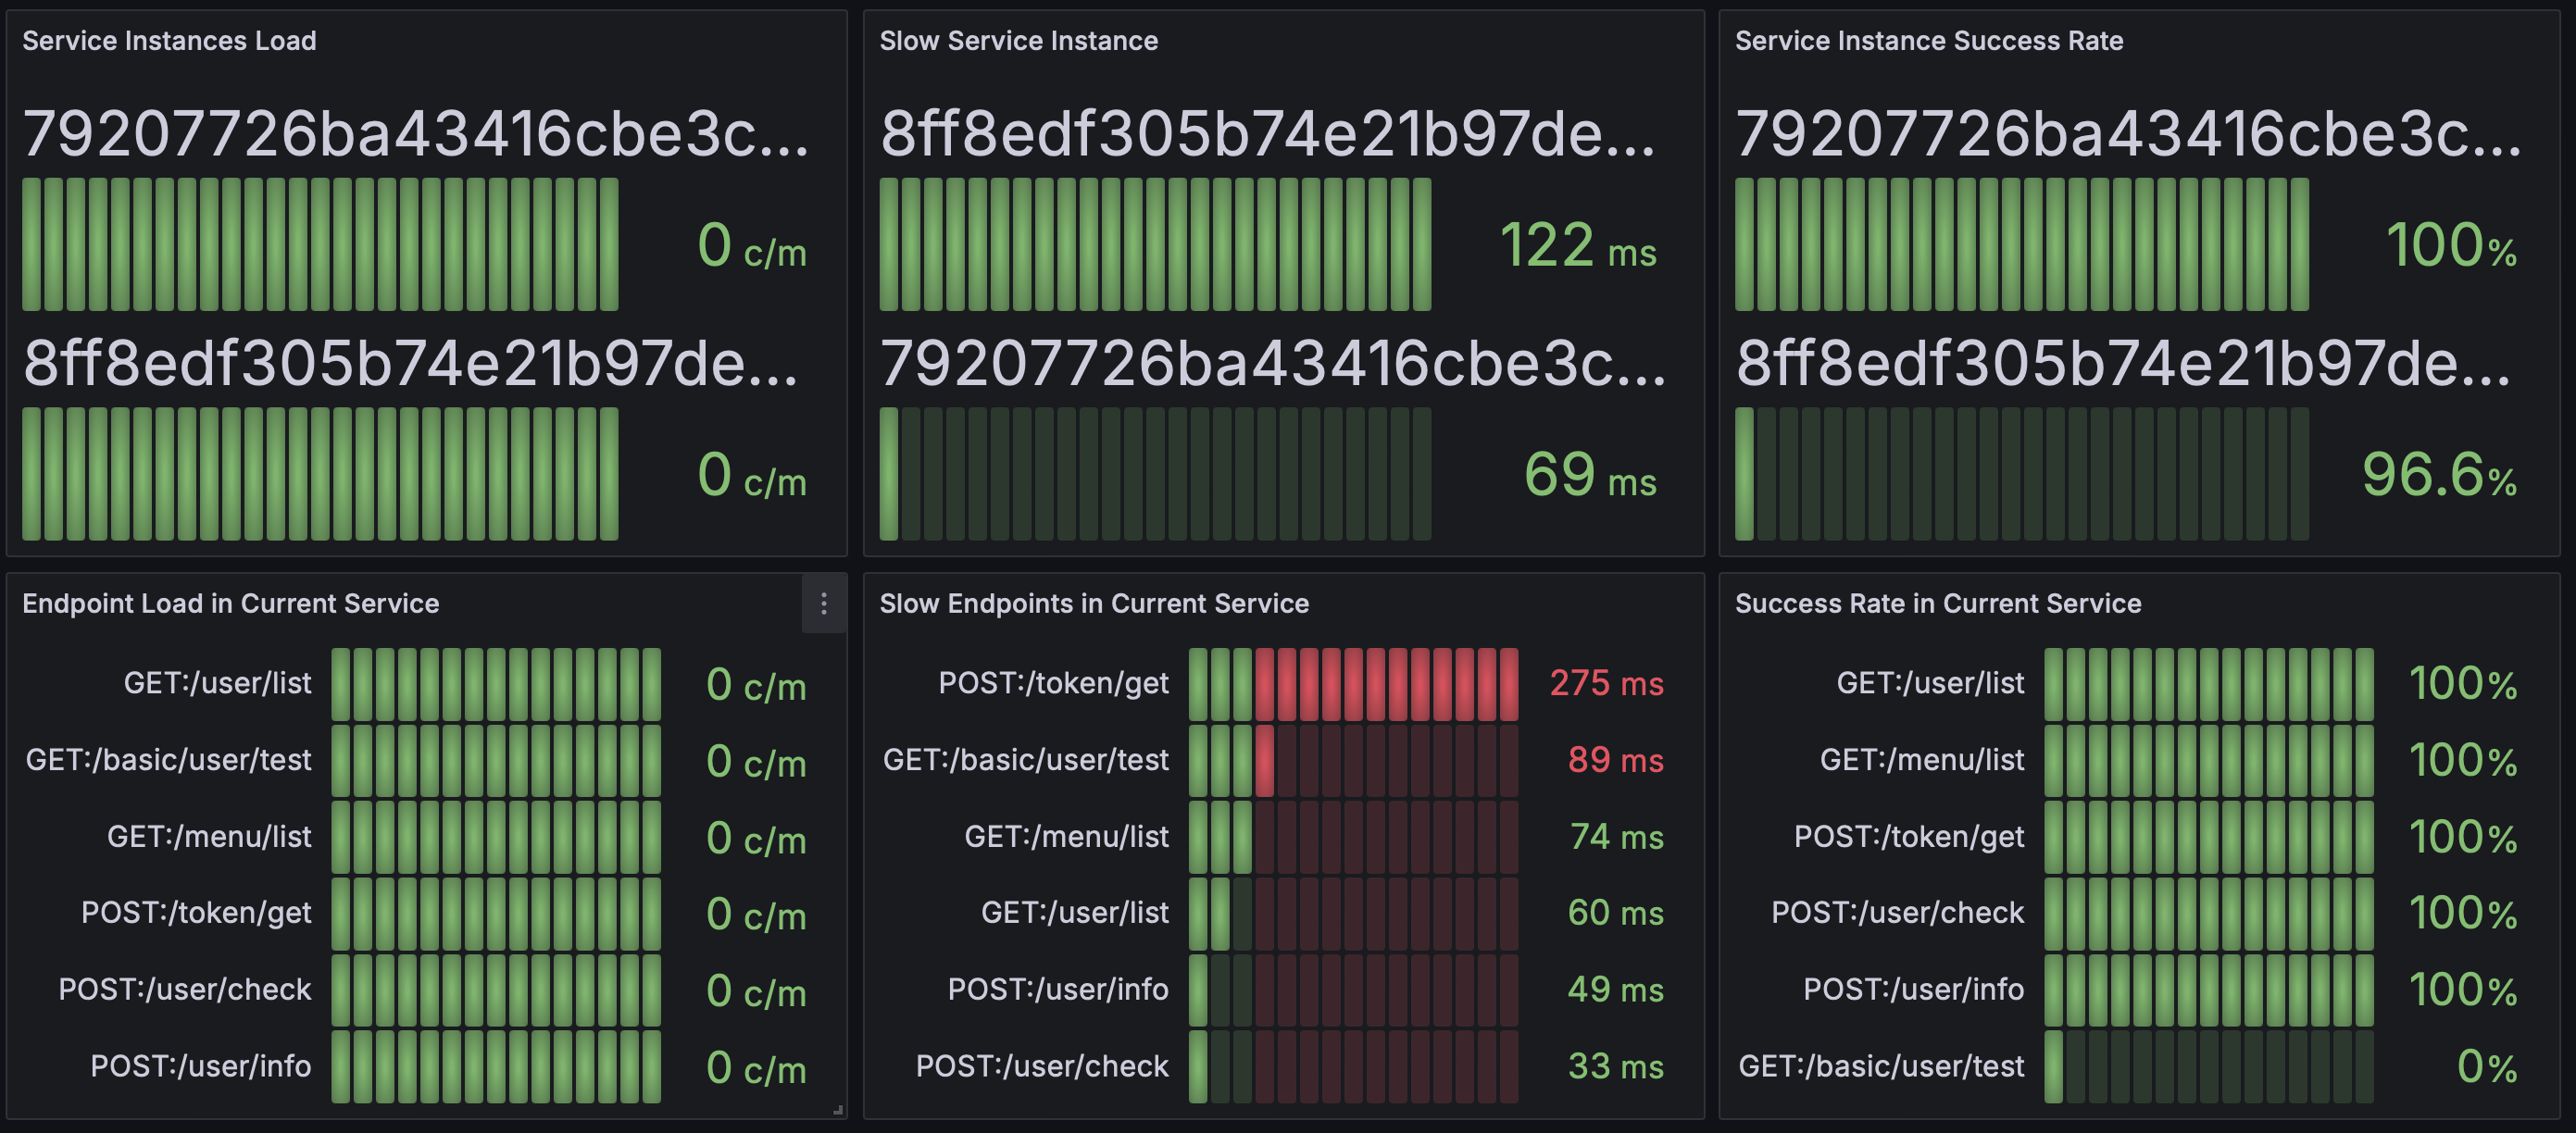 Service Instances Load
79207726ba43416cbe3c...
0 c/m
8ff8edf305b74e21b97de...
0 c/m
Slow Service Instance
8ff8edf305b74e21b97de...
122 ms
79207726ba43416cbe3c...
69 ms
Service Instance Success Rate
79207726ba43416cbe3c...
100%
8ff8edf305b74e21b97de...
96.6%
Endpoint Load in Current Service
GET:/user/list 0 c/m
GET:/basic/user/test 0 c/m
GET:/menu/list 0 c/m
POST:/token/get 0 c/m
POST:/user/check 0 c/m
POST:/user/info 0 c/m
Slow Endpoints in Current Service
POST:/token/get 275 ms
GET:/basic/user/test 89 ms
GET:/menu/list 74 ms
GET:/user/list 60 ms
POST:/user/info 49 ms
POST:/user/check 33 ms
Success Rate in Current Service
GET:/user/list 100%
GET:/menu/list 100%
POST:/token/get 100%
POST:/user/check 100%
POST:/user/info 100%
GET:/basic/user/test 0%